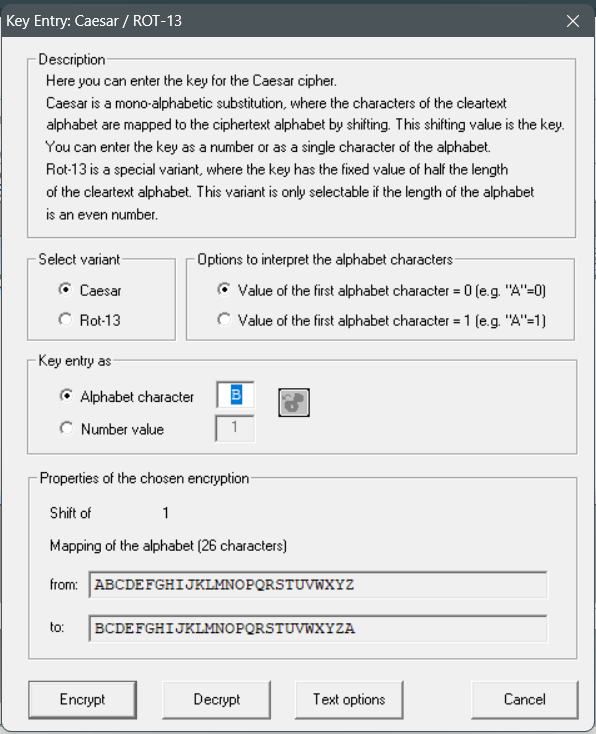 Key Entry: Caesar / ROT-13
Description
Here you can enter the key for the Caesar cipher.
Caesar is a mono-alphabetic substitution, where the characters of the cleartext
alphabet are mapped to the ciphertext alphabet by shifting. This shifting value is the key.
You can enter the key as a number or as a single character of the alphabet.
Rot-13 is a special variant, where the key has the fixed value of half the length
of the cleartext alphabet. This variant is only selectable if the length of the alphabet
is an even number.
Select variant
Caesar
Rot-13
Options to interpret the alphabet characters
Value of the first alphabet character = 0 (e.g. "A"=0)
Value of the first alphabet character = 1 (e.g. "A"=1)
Key entry as
Alphabet character B
Number value 1
Properties of the chosen encryption
Shift of 1
Mapping of the alphabet (26 characters)
from: ABCDEFGHIJKLMNOPQRSTUVWXYZ
to: BCDEFGHIJKLMNOPQRSTUVWXYZA
Encrypt Decrypt Text options Cancel